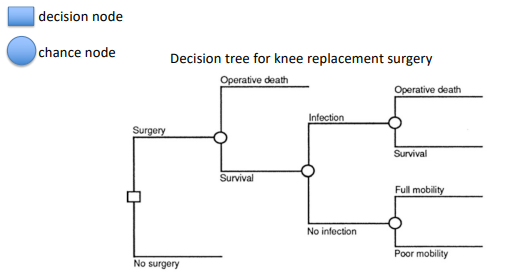 decision node
chance node
Decision tree for knee replacement surgery
Operative death
Operative death
Infection
Surgery
Survival
Survival
Full mobility
No infection
Poor mobility
No surgery